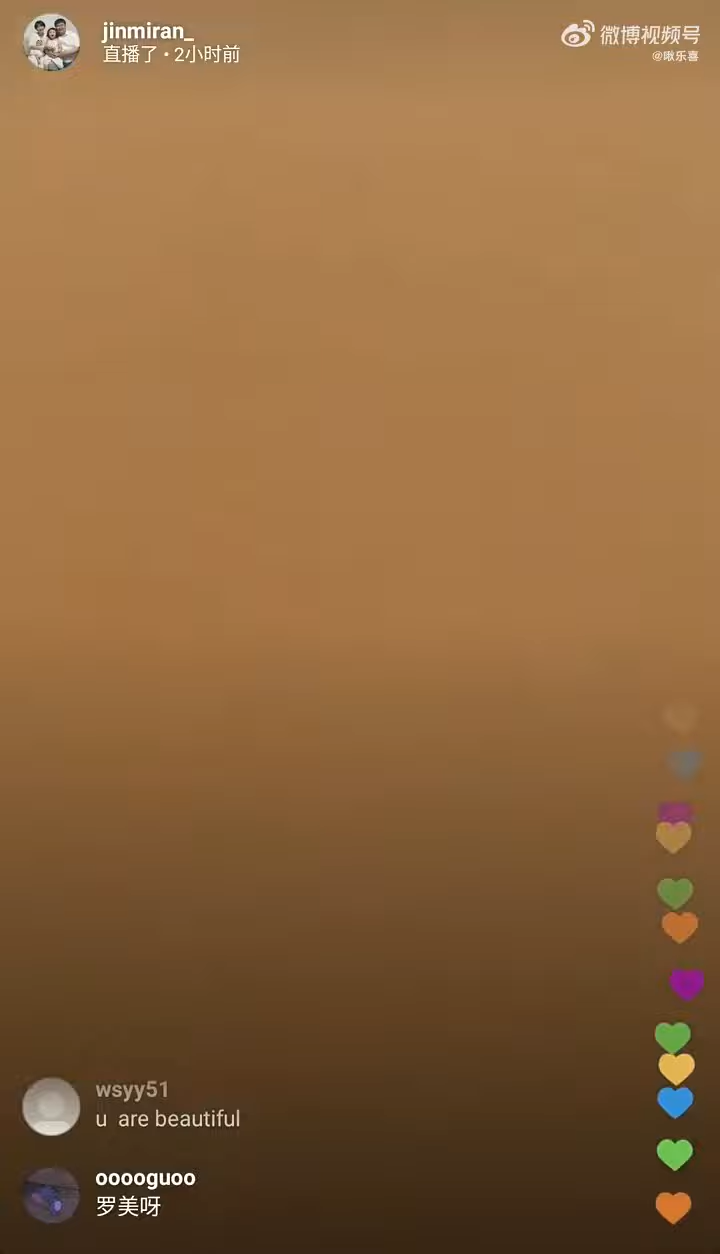 jinmiran_
直播了 • 2小时前
微博视频号
@啾乐喜
wsyy51
u are beautiful
ooooguoo
罗美呀